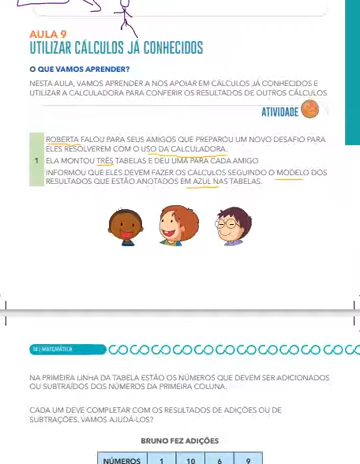 AULA 9
UTILIZAR CÁLCULOS JÁ CONHECIDOS
O QUE VAMOS APRENDER?
NESTA AULA, VAMOS APRENDER A NOS APOIAR EM CÁLCULOS JÁ CONHECIDOS E
UTILIZAR A CALCULADORA PARA CONFERIR OS RESULTADOS DE OUTROS CÁLCULOS
ATIVIDADE
ROBERTA FALOU PARA SEUS AMIGOS QUE PREPAROU UM NOVO DESAFIO PARA
ELES RESOLVEREM COM O USO DA CALCULADORA.
1 ELA MONTOU TRÊS TABELAS E DEU UMA PARA CADA AMIGO
INFORMOU QUE ELES DEVEM FAZER OS CÁLCULOS SEGUINDO O MODELO DOS
RESULTADOS QUE ESTÃO ANOTADOS EM AZUL NAS TABELAS.
| MATEMÁTICA
NA PRIMEIRA LINHA DA TABELA ESTÃO OS NÚMEROS QUE DEVEM SER ADICIONADOS
OU SUBTRAÍDOS DOS NÚMEROS DA PRIMEIRA COLUNA.
CADA UM DEVE COMPLETAR COM OS RESULTADOS DE ADIÇÕES OU DE
SUBTRAÇÕES. VAMOS AJUDÁ-LOS?
BRUNO FEZ ADIÇÕES
NÚMEROS 1 10 6 9